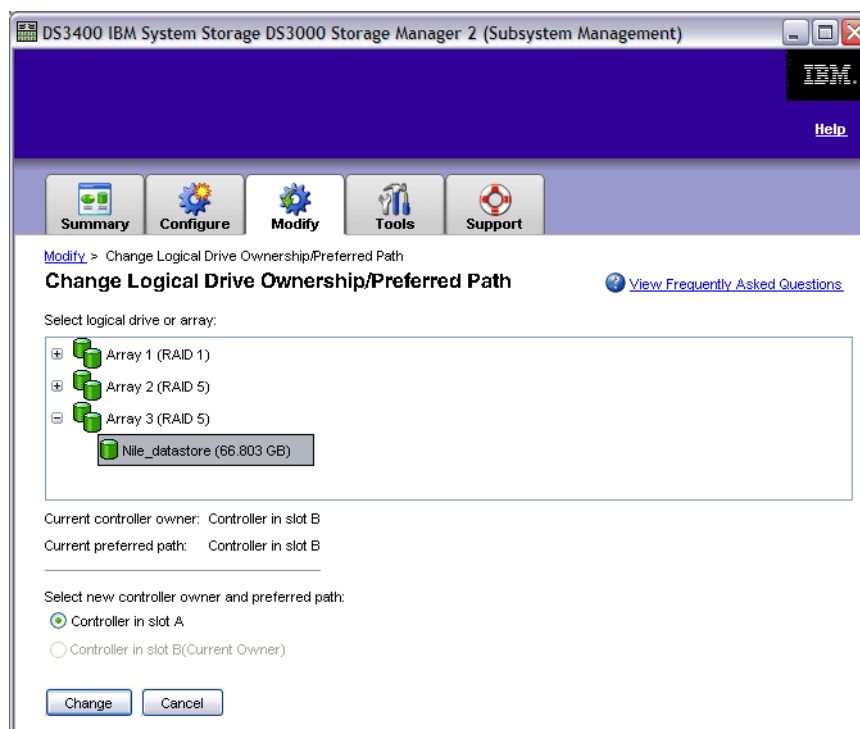 DS3400 IBM System Storage DS3000 Storage Manager 2 (Subsystem Management)
IBM.
Help
Summary
Configure
Modify
Tools
Support
Modify > Change Logical Drive Ownership/Preferred Path
Change Logical Drive Ownership/Preferred Path
View Frequently Asked Questions
Select logical drive or array:
Array 1 (RAID 1)
Array 2 (RAID 5)
Array 3 (RAID 5)
Nile_datastore (66.803 GB)
Current controller owner: Controller in slot B
Current preferred path: Controller in slot B
Select new controller owner and preferred path:
Controller in slot A
Controller in slot B(Current Owner)
Change
Cancel